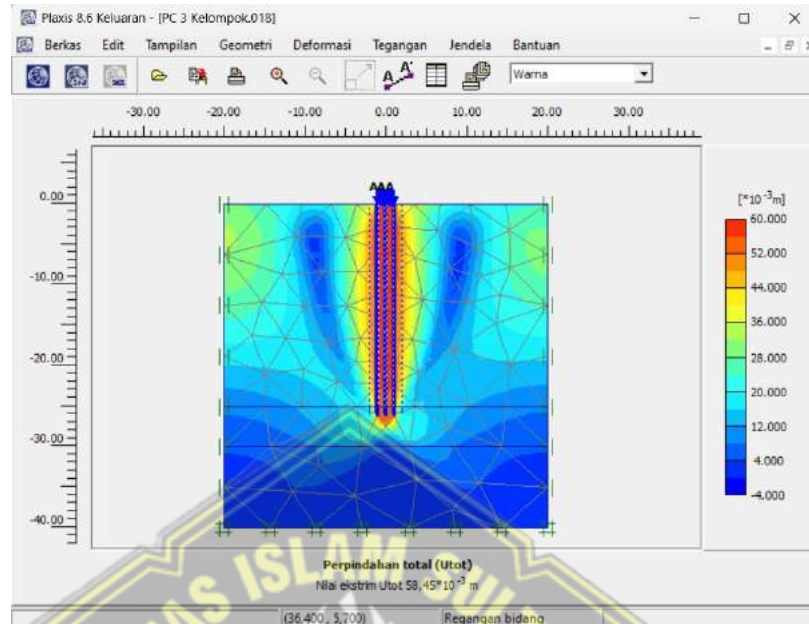 Plaxis 8.6 Keluaran - [PC 3 Kelompok.018]
Berkas Edit Tampilan Geometri Deformasi Tegangan Jendela Bantuan
Warna
-30.00 -20.00 -10.00 0.00 10.00 20.00 30.00
AAA
0.00
-10.00
-20.00
-30.00
-40.00
[*10-3m]
60.000
52.000
44.000
36.000
28.000
20.000
12.000
4.000
-4.000
Perpindahan total (Utot)
Nilai ekstrim Utot 58,45*10-3 m
(36.400 , 5.700) Regangan bidang
ISLAM